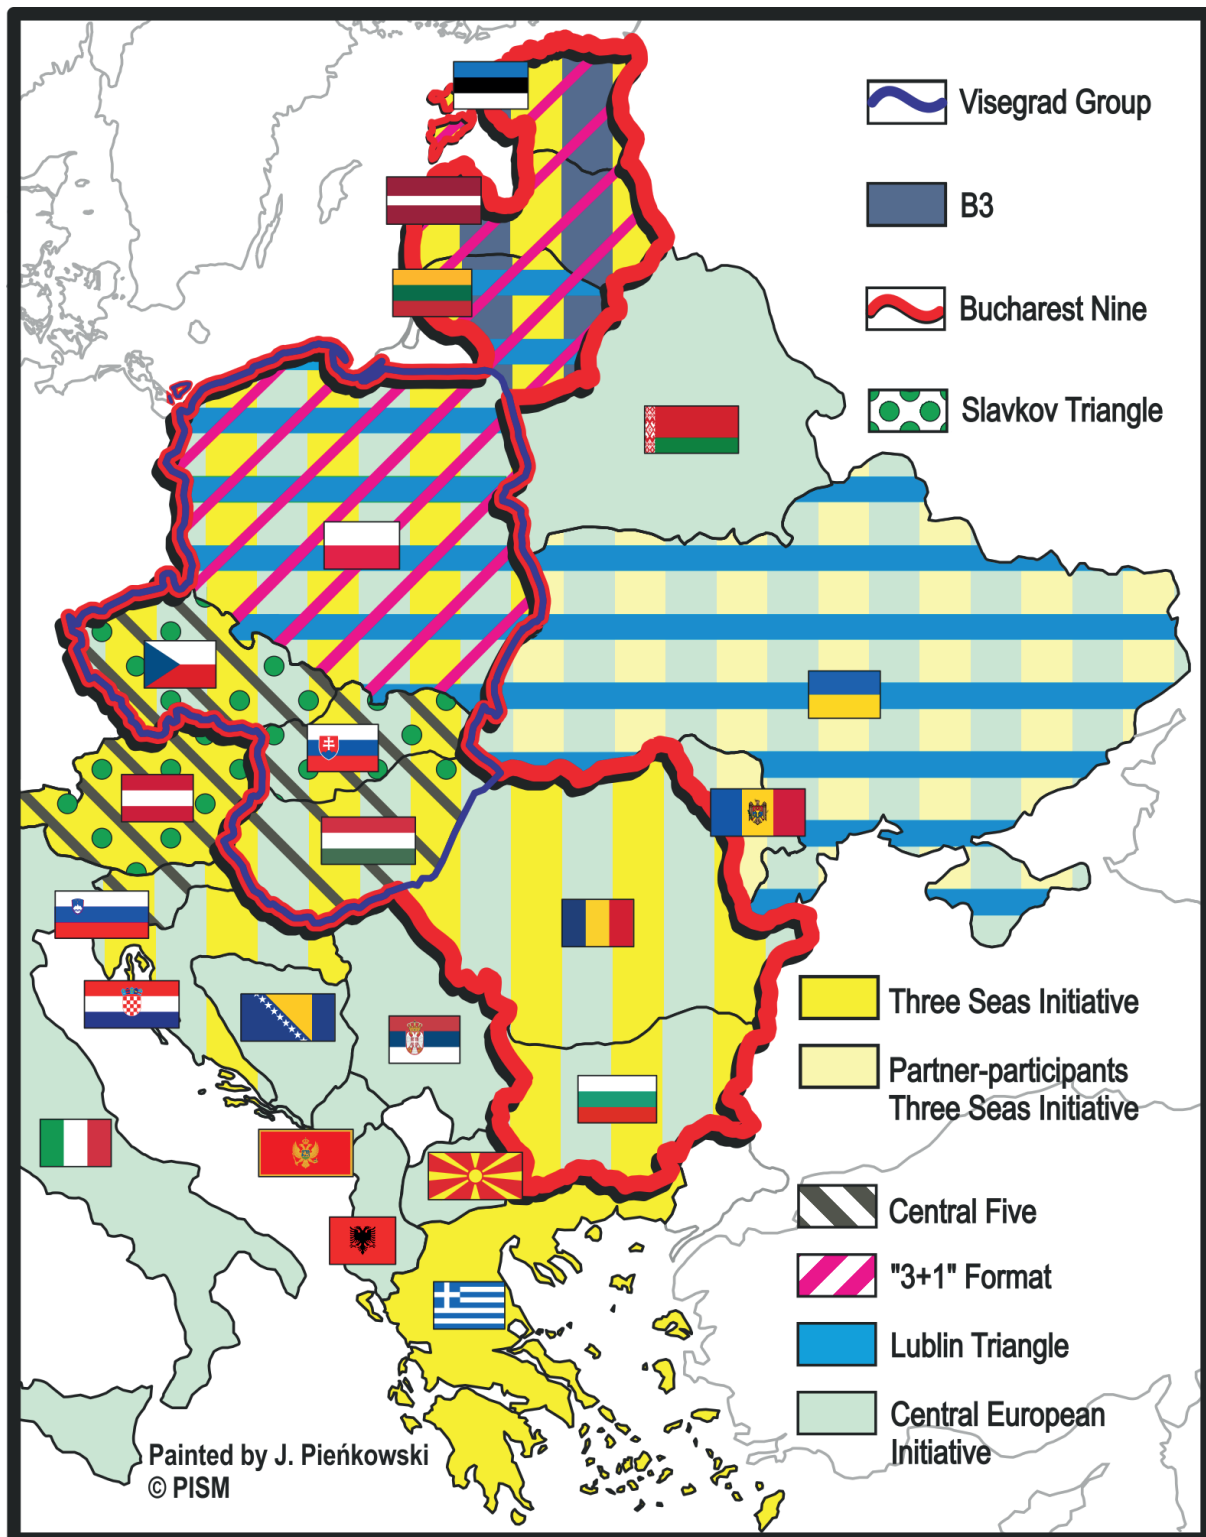 Visegrad Group
B3
Bucharest Nine
Slavkov Triangle
Three Seas Initiative
Partner-participants
Three Seas Initiative
Central Five
"3+1" Format
Lublin Triangle
Central European
Initiative
Painted by J. Pieńkowski
© PISM